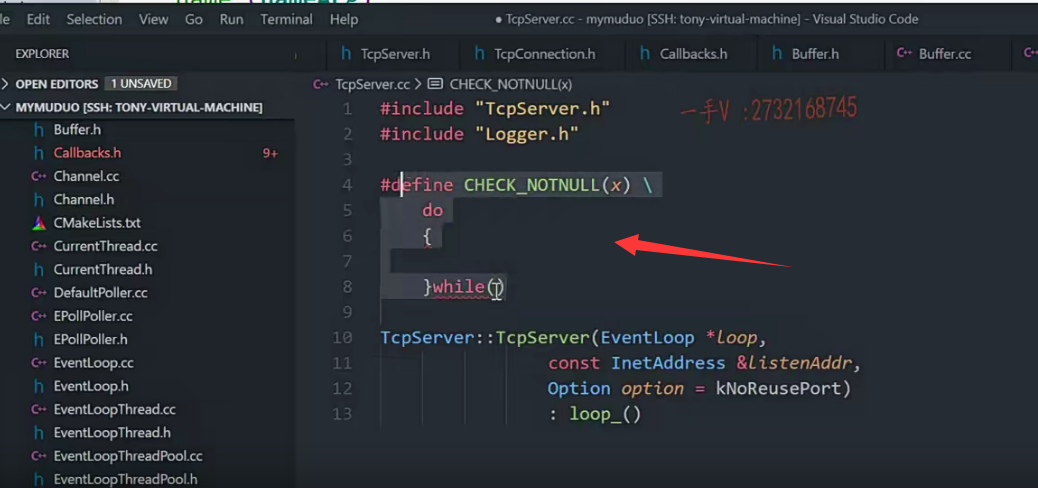 le Edit Selection View Go Run Terminal Help ● TcpServer.cc - mymuduo [SSH: tony-virtual-machine] - Visual Studio Code
EXPLORER
TcpServer.h TcpConnection.h Callbacks.h Buffer.h Buffer.cc
OPEN EDITORS 1 UNSAVED
TcpServer.cc > CHECK_NOTNULL(x)
MYMUDUO [SSH: TONY-VIRTUAL-MACHINE]
Buffer.h
Callbacks.h 9+
Channel.cc
Channel.h
CMakeLists.txt
CurrentThread.cc
CurrentThread.h
DefaultPoller.cc
EPollPoller.cc
EPollPoller.h
EventLoop.cc
EventLoop.h
EventLoopThread.cc
EventLoopThread.h
EventLoopThreadPool.cc
EventLoopThreadPool.h
1 #include "TcpServer.h"
2 #include "Logger.h"
3
4 #define CHECK_NOTNULL(x) \
5 do
6 {
7
8 }while()
9
10 TcpServer::TcpServer(EventLoop *loop,
11 const InetAddress &listenAddr,
12 Option option = kNoReusePort)
13 : loop_()
一手V :2732168745